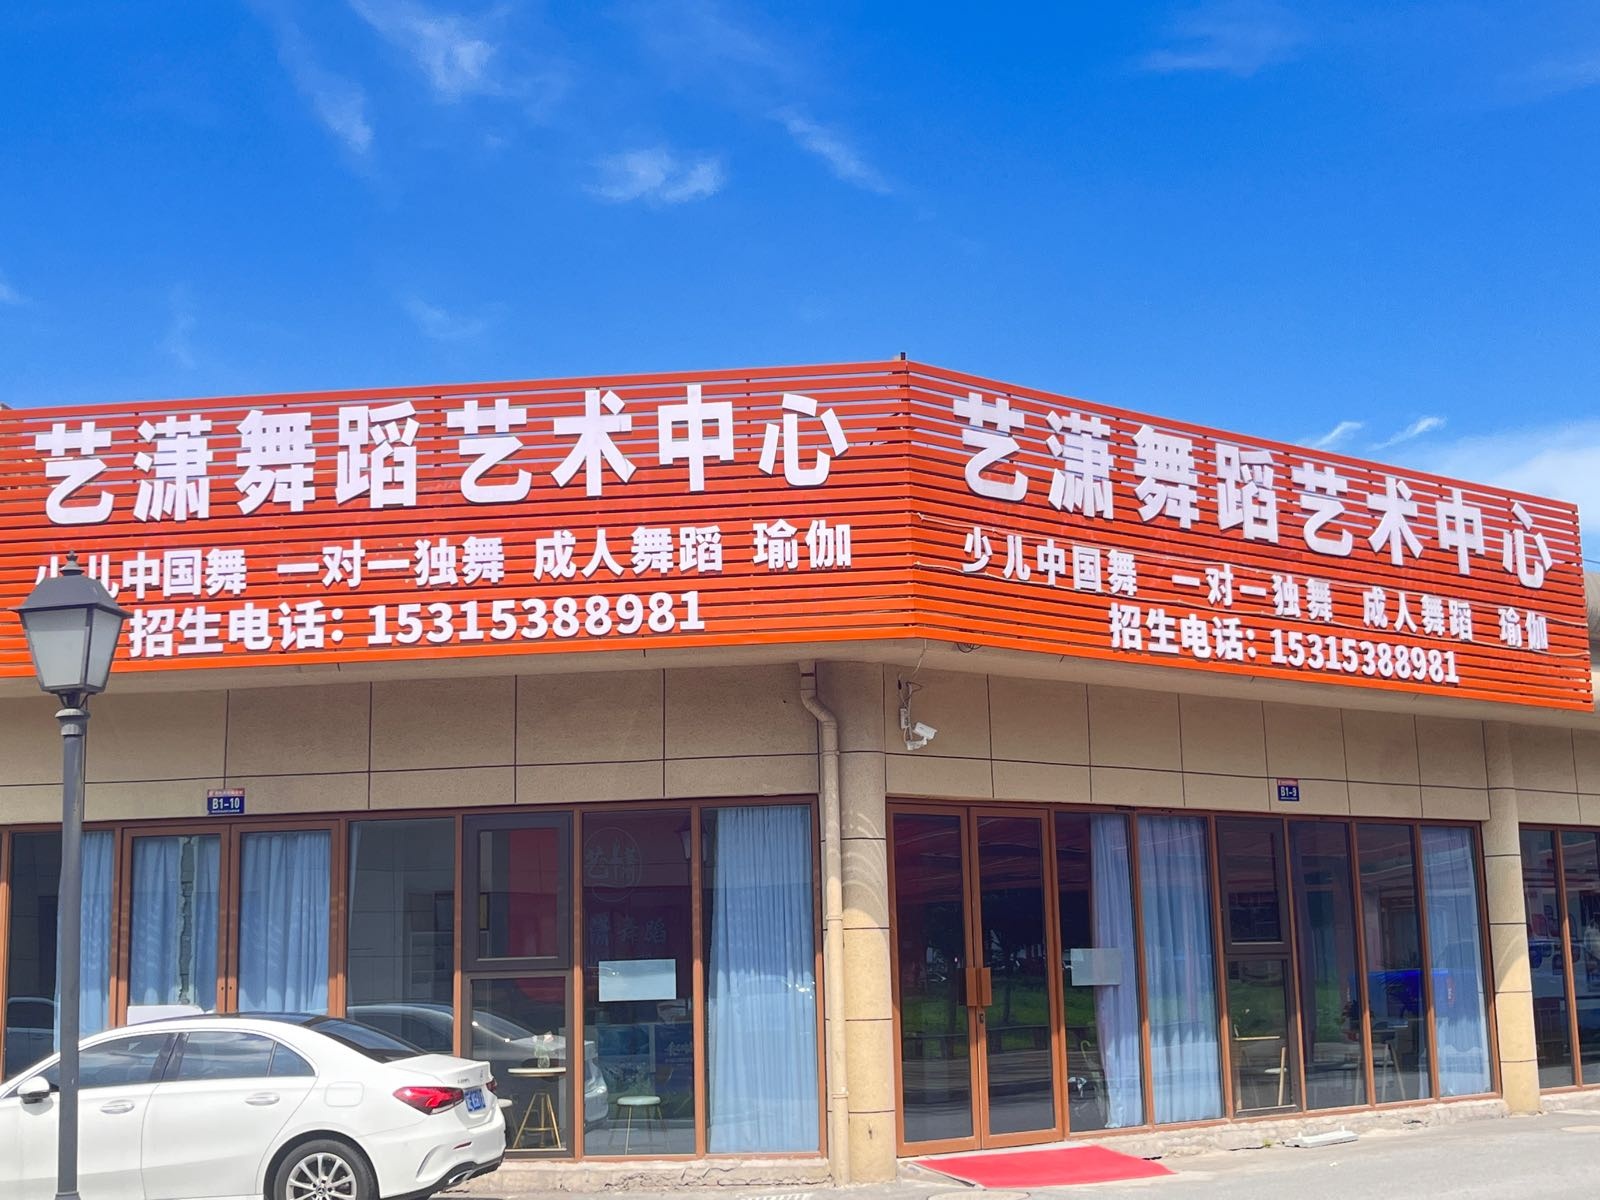 艺潇舞蹈艺术中心
少儿中国舞 一对一独舞 成人舞蹈 瑜伽
招生电话：15315388981
艺潇舞蹈艺术中心
少儿中国舞 一对一独舞 成人舞蹈 瑜伽
招生电话：15315388981
B1-10
B1-9